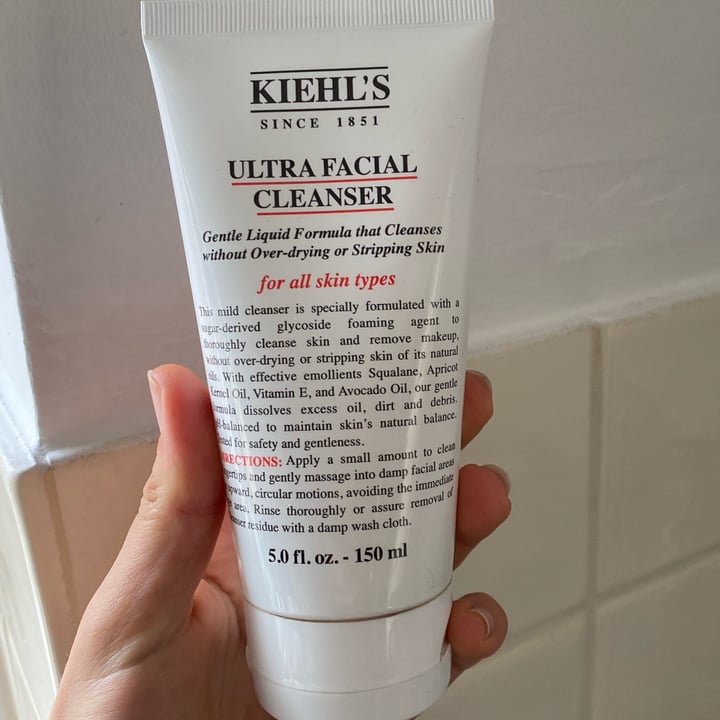 KIEHL'S
SINCE 1851
ULTRA FACIAL
CLEANSER
Gentle Liquid Formula that Cleanses
without Over-drying or Stripping Skin
for all skin types
This mild cleanser is specially formulated with a
sugar-derived glycoside foaming agent to
thoroughly cleanse skin and remove makeup,
without over-drying or stripping skin of its natural
oils. With effective emollients Squalane, Apricot
Kernel Oil, Vitamin E, and Avocado Oil, our gentle
formula dissolves excess oil, dirt and debris.
pH-balanced to maintain skin's natural balance.
Tested for safety and gentleness.
DIRECTIONS: Apply a small amount to clean
fingertips and gently massage into damp facial areas
upward, circular motions, avoiding the immediate
eye area. Rinse thoroughly or assure removal of
cleanser residue with a damp wash cloth.
5.0 fl. oz. - 150 ml